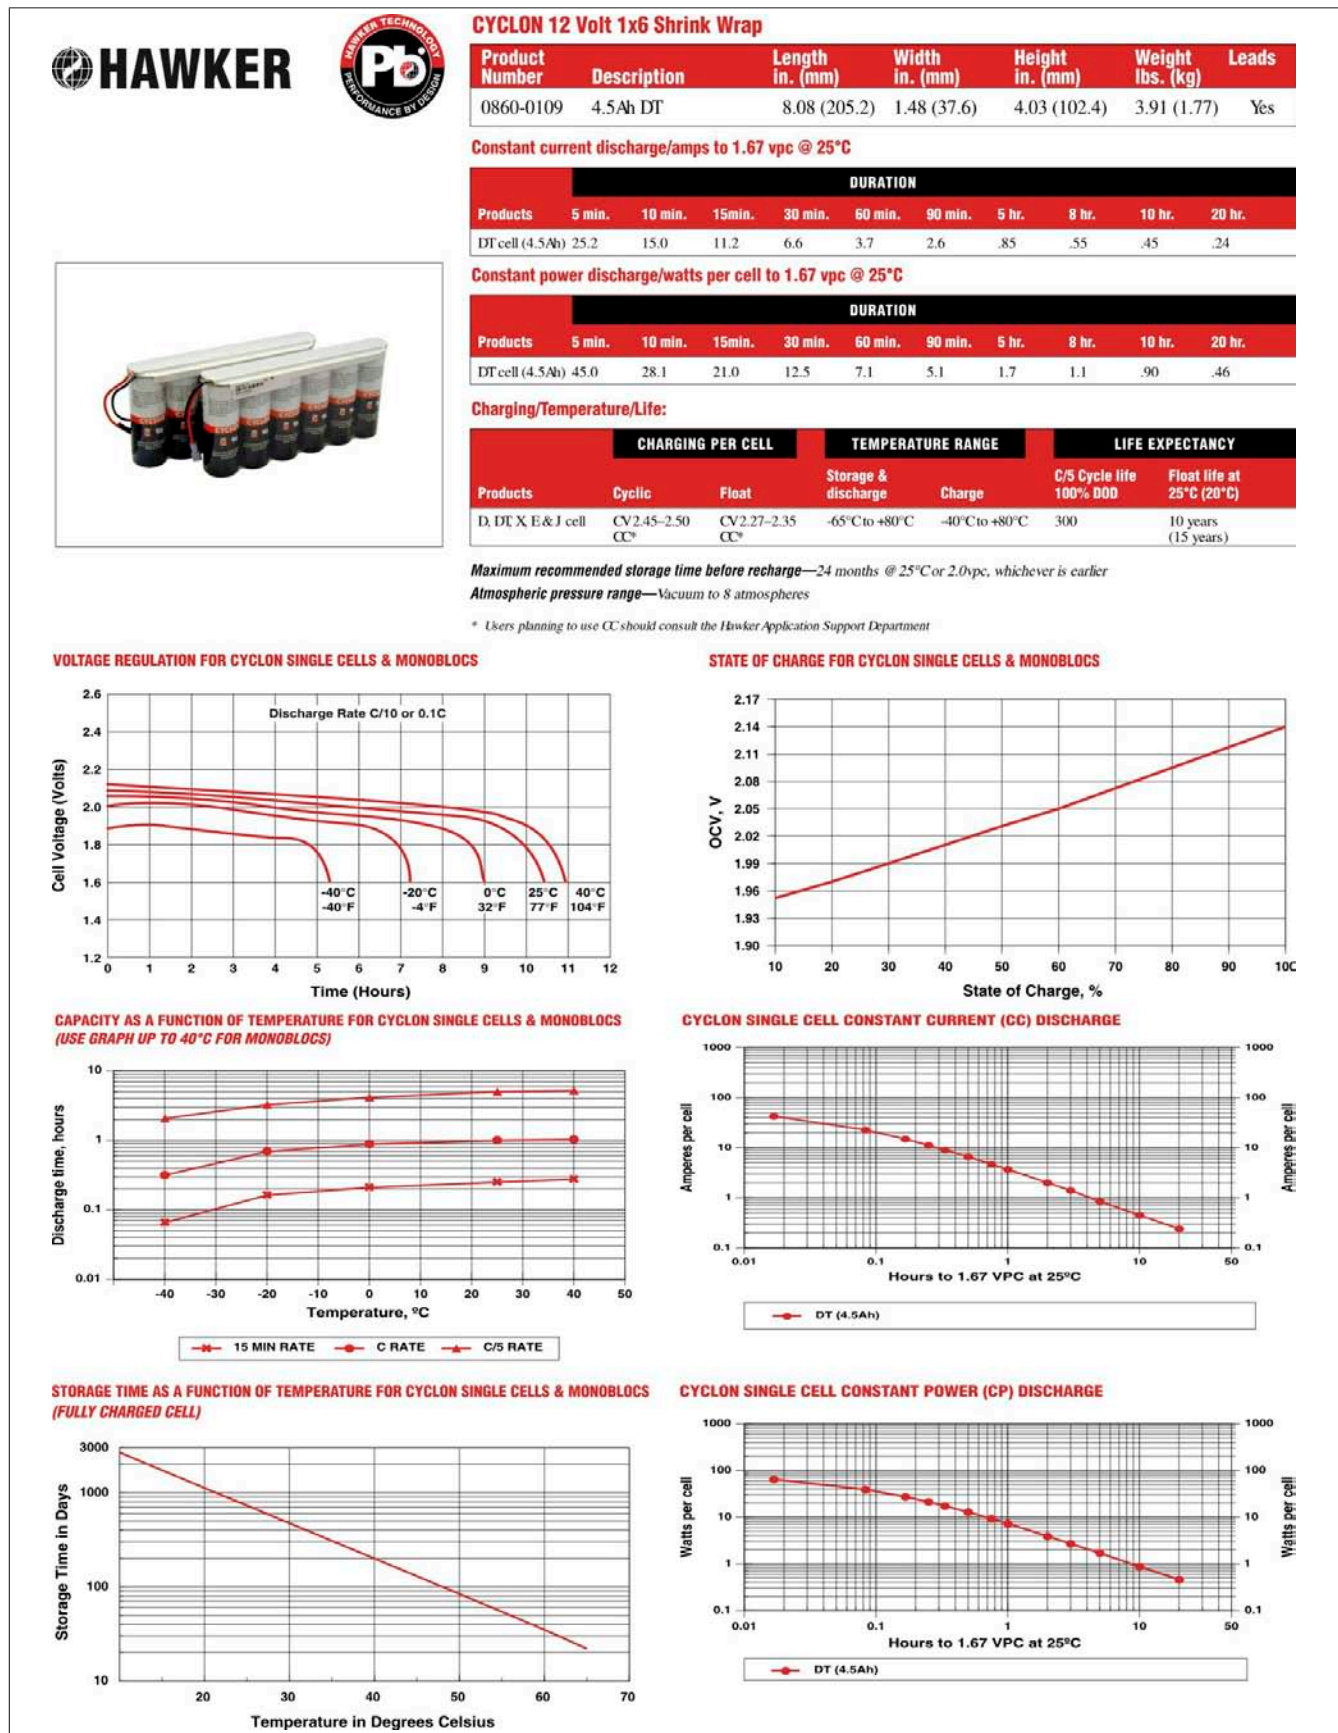 HAWKER
HAWKER TECHNOLOGY
Pb
PERFORMANCE BY DESIGN
CYCLON 12 Volt 1x6 Shrink Wrap
Product Number Description Length in. (mm) Width in. (mm) Height in. (mm) Weight lbs. (kg) Leads
0860-0109 4.5Ah DT 8.08 (205.2) 1.48 (37.6) 4.03 (102.4) 3.91 (1.77) Yes
Constant current discharge/amps to 1.67 vpc @ 25°C
DURATION
Products 5 min. 10 min. 15min. 30 min. 60 min. 90 min. 5 hr. 8 hr. 10 hr. 20 hr.
DT cell (4.5Ah) 25.2 15.0 11.2 6.6 3.7 2.6 .85 .55 .45 .24
Constant power discharge/watts per cell to 1.67 vpc @ 25°C
DURATION
Products 5 min. 10 min. 15min. 30 min. 60 min. 90 min. 5 hr. 8 hr. 10 hr. 20 hr.
DT cell (4.5Ah) 45.0 28.1 21.0 12.5 7.1 5.1 1.7 1.1 .90 .46
Charging/Temperature/Life:
CHARGING PER CELL TEMPERATURE RANGE LIFE EXPECTANCY
Products Cyclic Float Storage & discharge Charge C/5 Cycle life 100% DOD Float life at 25°C (20°C)
D, DT, X, E & J cell CV2.45–2.50 CV2.27–2.35 -65°C to +80°C -40°C to +80°C 300 10 years
CC* CC* (15 years)
Maximum recommended storage time before recharge—24 months @ 25°C or 2.0vpc, whichever is earlier
Atmospheric pressure range—Vacuum to 8 atmospheres
* Users planning to use CC should consult the Hawker Application Support Department
VOLTAGE REGULATION FOR CYCLON SINGLE CELLS & MONOBLOCS
Discharge Rate C/10 or 0.1C
Cell Voltage (Volts)
2.6
2.4
2.2
2.0
1.8
1.6
1.4
1.2
-40°C -20°C 0°C 25°C 40°C
-40°F -4°F 32°F 77°F 104°F
0 1 2 3 4 5 6 7 8 9 10 11 12
Time (Hours)
STATE OF CHARGE FOR CYCLON SINGLE CELLS & MONOBLOCS
OCV, V
2.17
2.14
2.11
2.08
2.05
2.02
1.99
1.96
1.93
1.90
10 20 30 40 50 60 70 80 90 100
State of Charge, %
CAPACITY AS A FUNCTION OF TEMPERATURE FOR CYCLON SINGLE CELLS & MONOBLOCS
(USE GRAPH UP TO 40°C FOR MONOBLOCS)
Discharge time, hours
10
1
0.1
0.01
-40 -30 -20 -10 0 10 20 30 40 50
Temperature, ºC
15 MIN RATE C RATE C/5 RATE
CYCLON SINGLE CELL CONSTANT CURRENT (CC) DISCHARGE
Amperes per cell
1000 1000
100 100
10 10
1 1
0.1 0.1
Amperes per cell
0.01 0.1 1 10 50
Hours to 1.67 VPC at 25ºC
DT (4.5Ah)
STORAGE TIME AS A FUNCTION OF TEMPERATURE FOR CYCLON SINGLE CELLS & MONOBLOCS
(FULLY CHARGED CELL)
Storage Time in Days
3000
1000
100
10
20 30 40 50 60 70
Temperature in Degrees Celsius
CYCLON SINGLE CELL CONSTANT POWER (CP) DISCHARGE
Watts per cell
1000 1000
100 100
10 10
1 1
0.1 0.1
Watts per cell
0.01 0.1 1 10 50
Hours to 1.67 VPC at 25ºC
DT (4.5Ah)